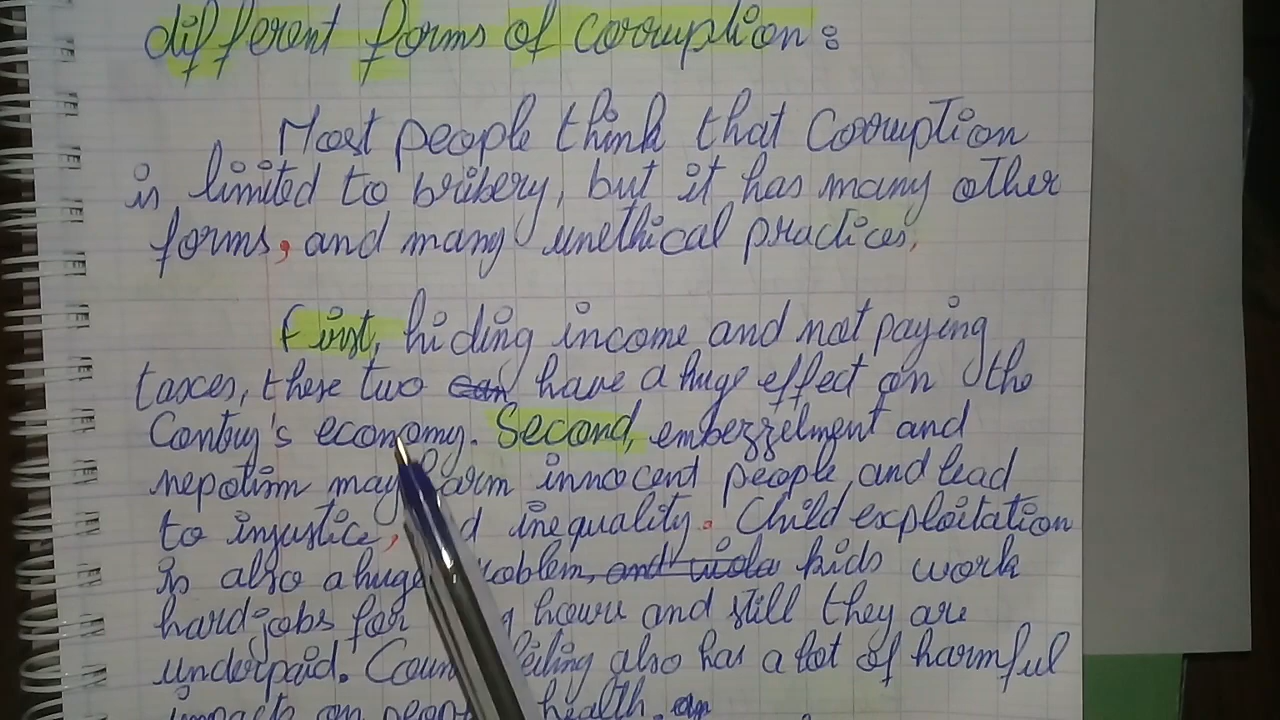 different forms of corruption :
Most people think that Corruption
is limited to bribery, but it has many other
forms, and many unethical practices,
First, hiding income and not paying
taxes, these two can have a huge effect on the
Contry's economy. Second, embezzelment and
nepotism may harm innocent people, and lead
to injustice, inequality. Child exploitation
is also a huge problem, and kids work
hard jobs for hours and still they are
underpaid. also has a lot of harmful
impacts on health.